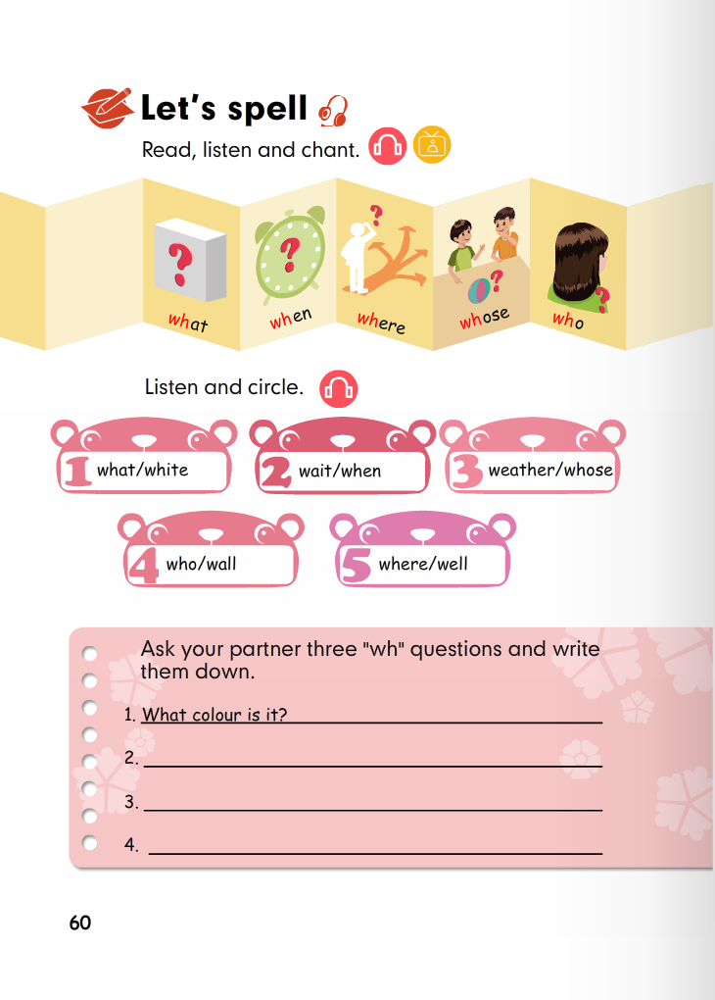 Let's spell
Read, listen and chant.
what
when
where
whose
who
Listen and circle.
1 what/white
2 wait/when
3 weather/whose
4 who/wall
5 where/well
Ask your partner three "wh" questions and write
them down.
1. What colour is it?
2.
3.
4.
60